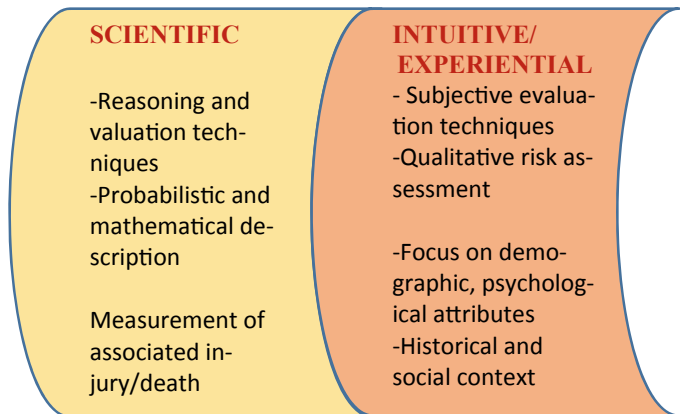 SCIENTIFIC
-Reasoning and
valuation tech-
niques
-Probabilistic and
mathematical de-
scription
Measurement of
associated in-
jury/death
INTUITIVE/
EXPERIENTIAL
- Subjective evalua-
tion techniques
-Qualitative risk as-
sessment
-Focus on demo-
graphic, psycholog-
ical attributes
-Historical and
social context